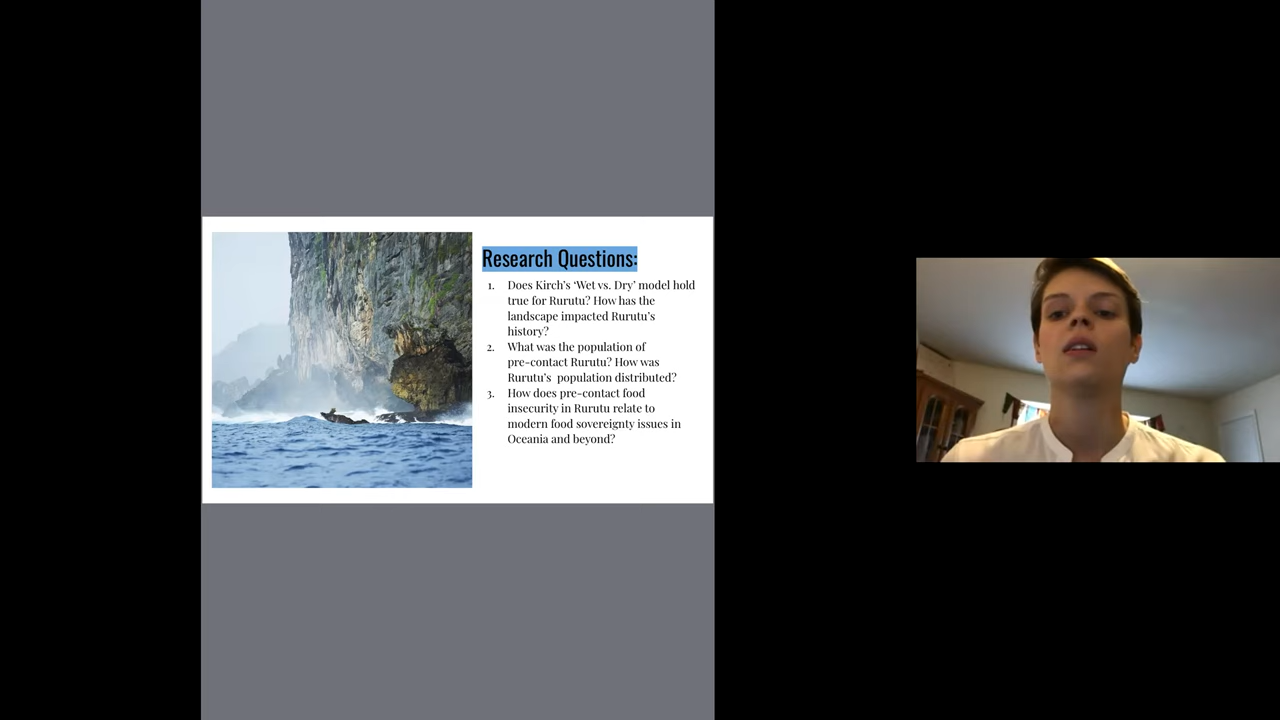 Research Questions:
1. Does Kirch's ‘Wet vs. Dry’ model hold
true for Rurutu? How has the
landscape impacted Rurutu's
history?
2. What was the population of
pre-contact Rurutu? How was
Rurutu's  population distributed?
3. How does pre-contact food
insecurity in Rurutu relate to
modern food sovereignty issues in
Oceania and beyond?